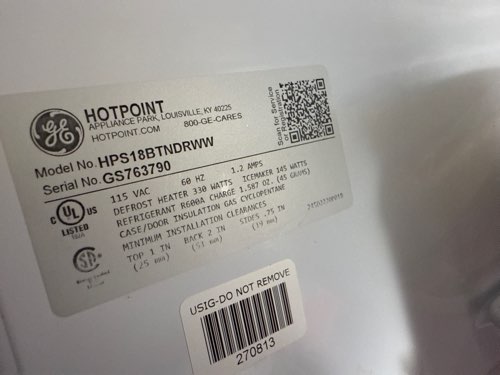 GE
HOTPOINT
APPLIANCE PARK, LOUISVILLE, KY 40225
HOTPOINT.COM 800-GE-CARES
Scan for Service
or Registration
Model No. HPS18BTNDRWW
Serial No. GS763790
115 VAC 60 HZ 1.2 AMPS
DEFROST HEATER 330 WATTS ICEMAKER 145 WATTS
REFRIGERANT R600A CHARGE 1.587 OZ. (45 GRAMS)
CASE/DOOR INSULATION GAS CYCLOPENTANE
MINIMUM INSTALLATION CLEARANCES
TOP 1 IN BACK 2 IN SIDES .75 IN
(25 mm) (51 mm) (19 mm)
C UL US
LISTED
USIG-DO NOT REMOVE
270813